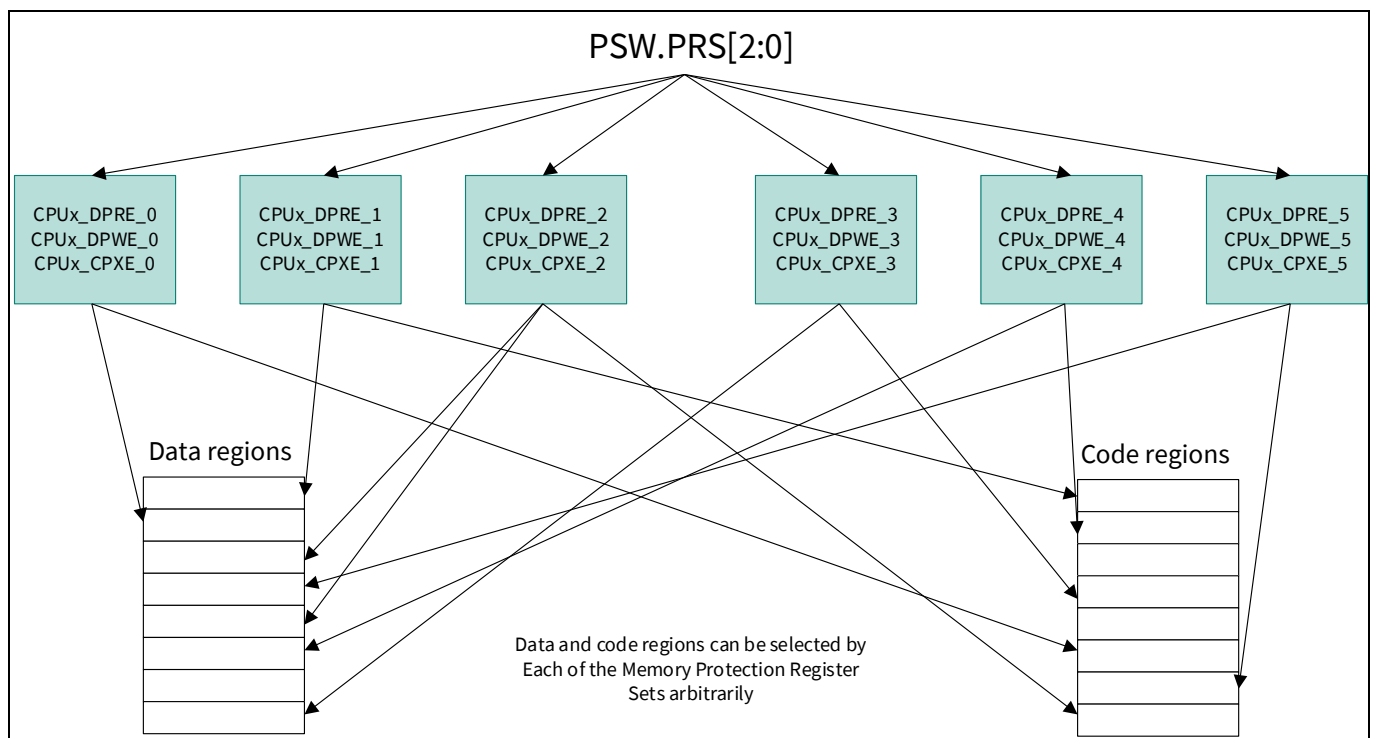 PSW.PRS[2:0]
CPUx_DPRE_0
CPUx_DPWE_0
CPUx_CPXE_0
CPUx_DPRE_1
CPUx_DPWE_1
CPUx_CPXE_1
CPUx_DPRE_2
CPUx_DPWE_2
CPUx_CPXE_2
CPUx_DPRE_3
CPUx_DPWE_3
CPUx_CPXE_3
CPUx_DPRE_4
CPUx_DPWE_4
CPUx_CPXE_4
CPUx_DPRE_5
CPUx_DPWE_5
CPUx_CPXE_5
Data regions
Code regions
Data and code regions can be selected by
Each of the Memory Protection Register
Sets arbitrarily